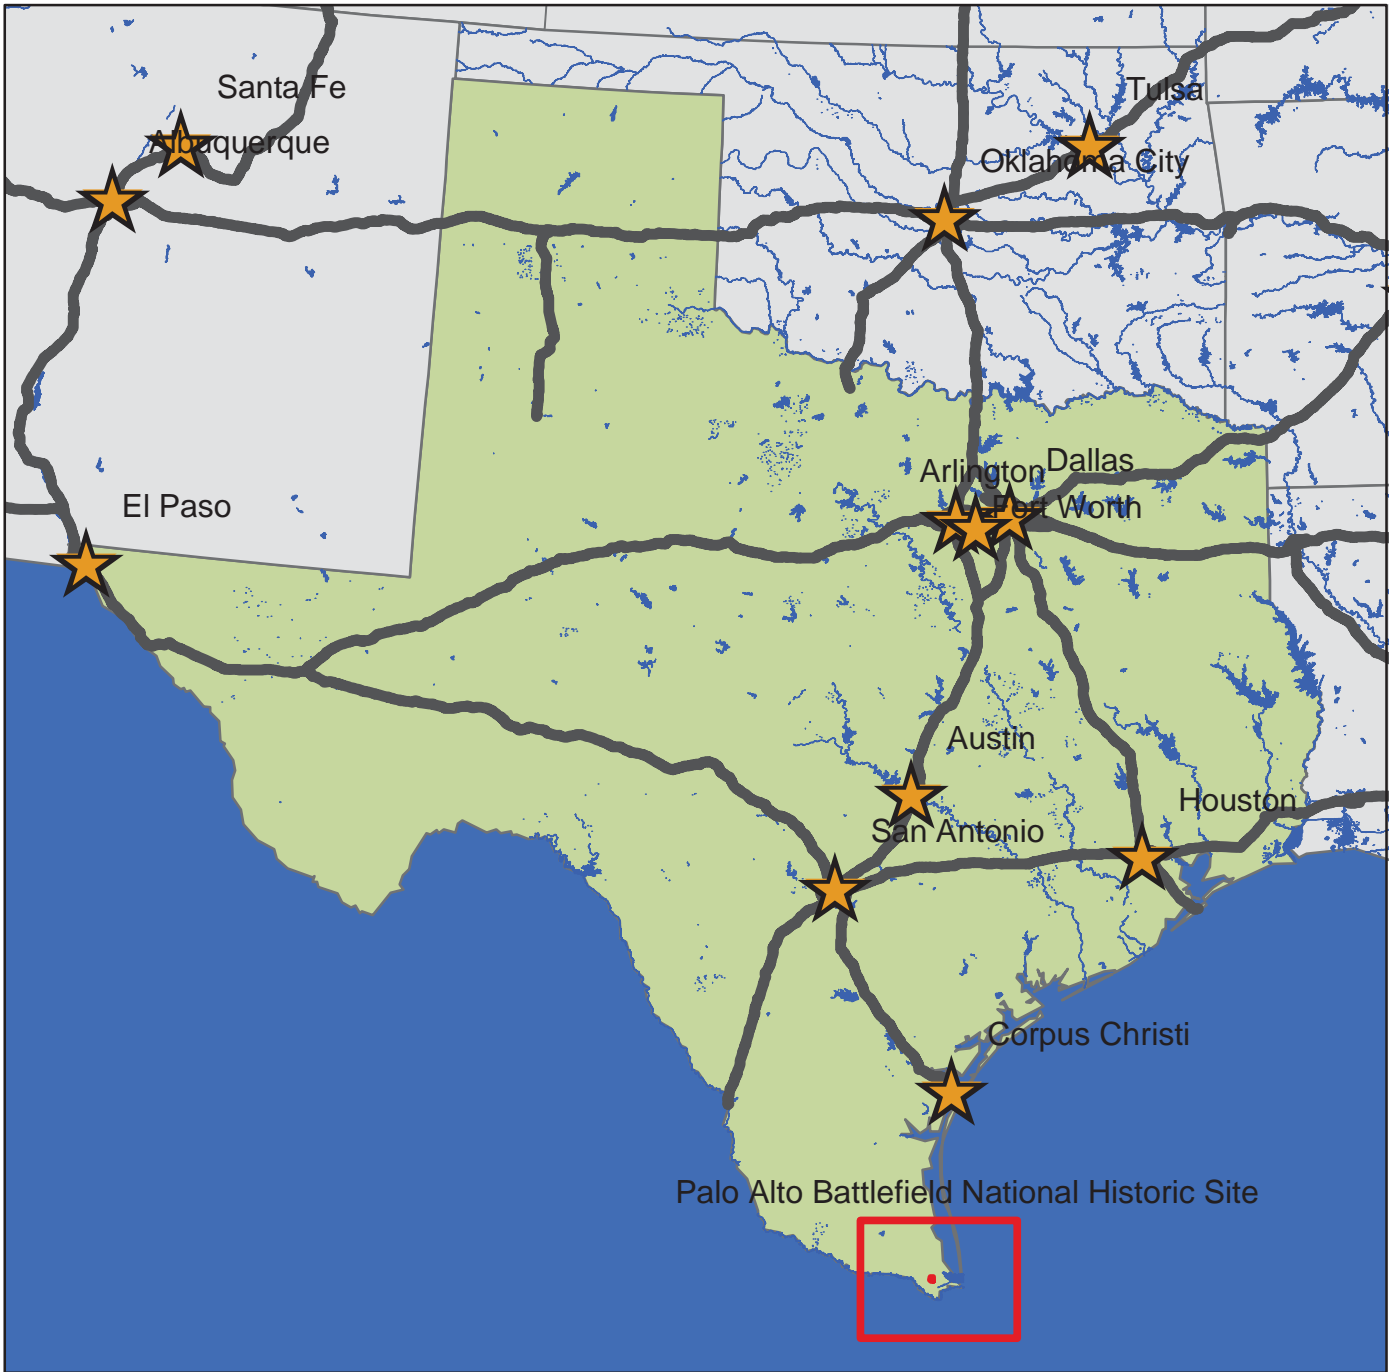 Santa Fe
Tulsa
Albuquerque
Oklahoma City
Arlington
Dallas
El Paso
Fort Worth
Austin
Houston
San Antonio
Corpus Christi
Palo Alto Battlefield National Historic Site